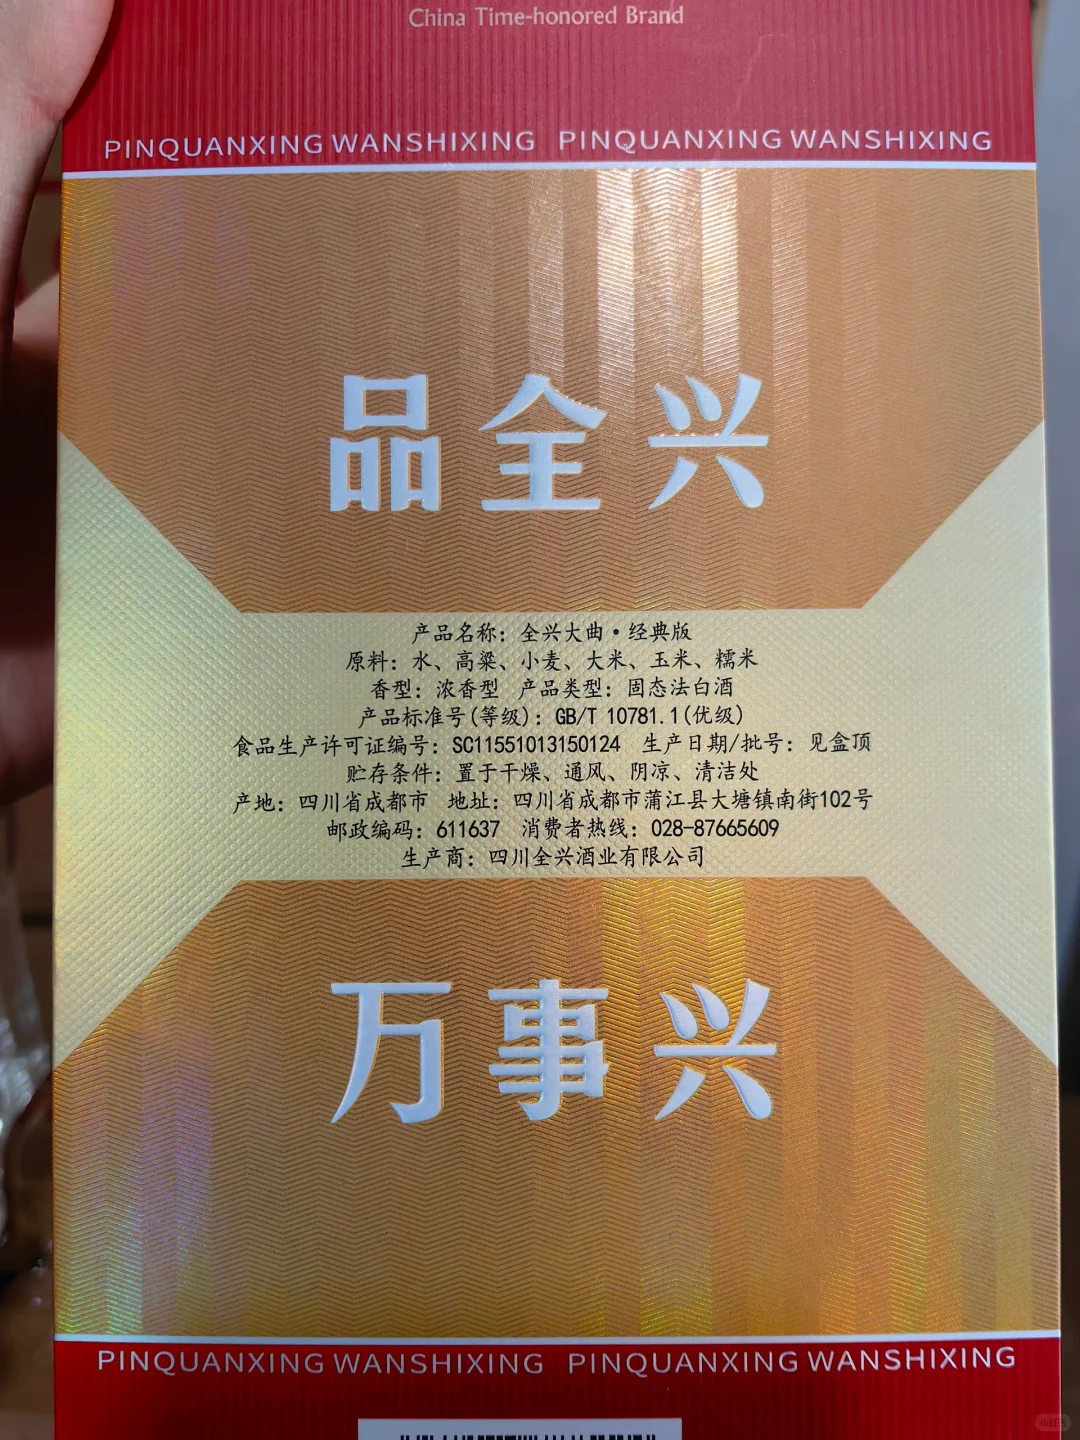 China Time-honored Brand
PINQUANXING WANSHIXING PINQUANXING WANSHIXING
品全兴
产品名称：全兴大曲·经典版
原料：水、高粱、小麦、大米、玉米、糯米
香型：浓香型 产品类型：固态法白酒
产品标准号(等级)：GB/T 10781.1(优级)
食品生产许可证编号：SC11551013150124 生产日期/批号：见盒顶
贮存条件：置于干燥、通风、阴凉、清洁处
产地：四川省成都市 地址：四川省成都市蒲江县大塘镇南街102号
邮政编码：611637 消费者热线：028-87665609
生产商：四川全兴酒业有限公司
万事兴
PINQUANXING WANSHIXING PINQUANXING WANSHIXING
小红书